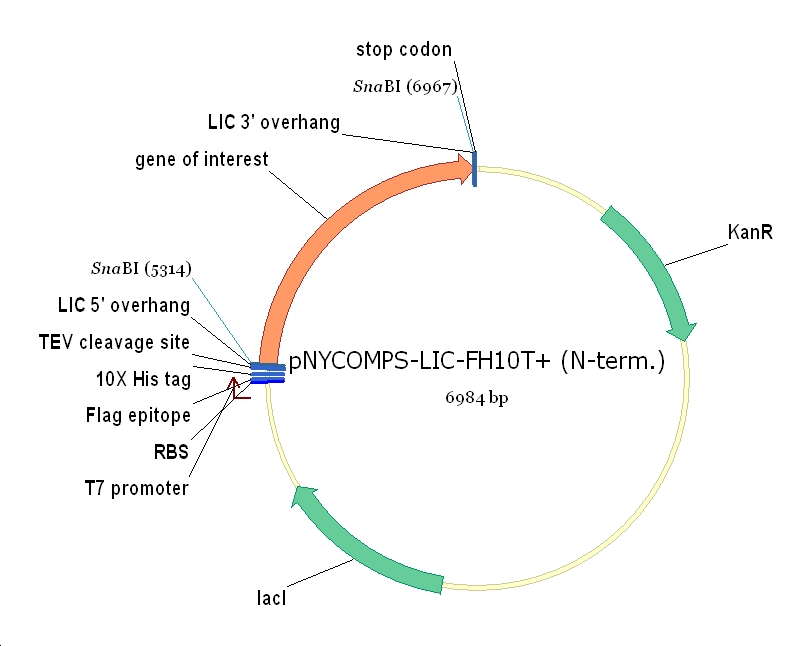 stop codon
SnaBI (6967)
LIC 3' overhang
gene of interest
KanR
SnaBI (5314)
LIC 5' overhang
TEV cleavage site
pNYCOMPS-LIC-FH10T+ (N-term.)
10X His tag
6984 bp
Flag epitope
RBS
T7 promoter
lacI